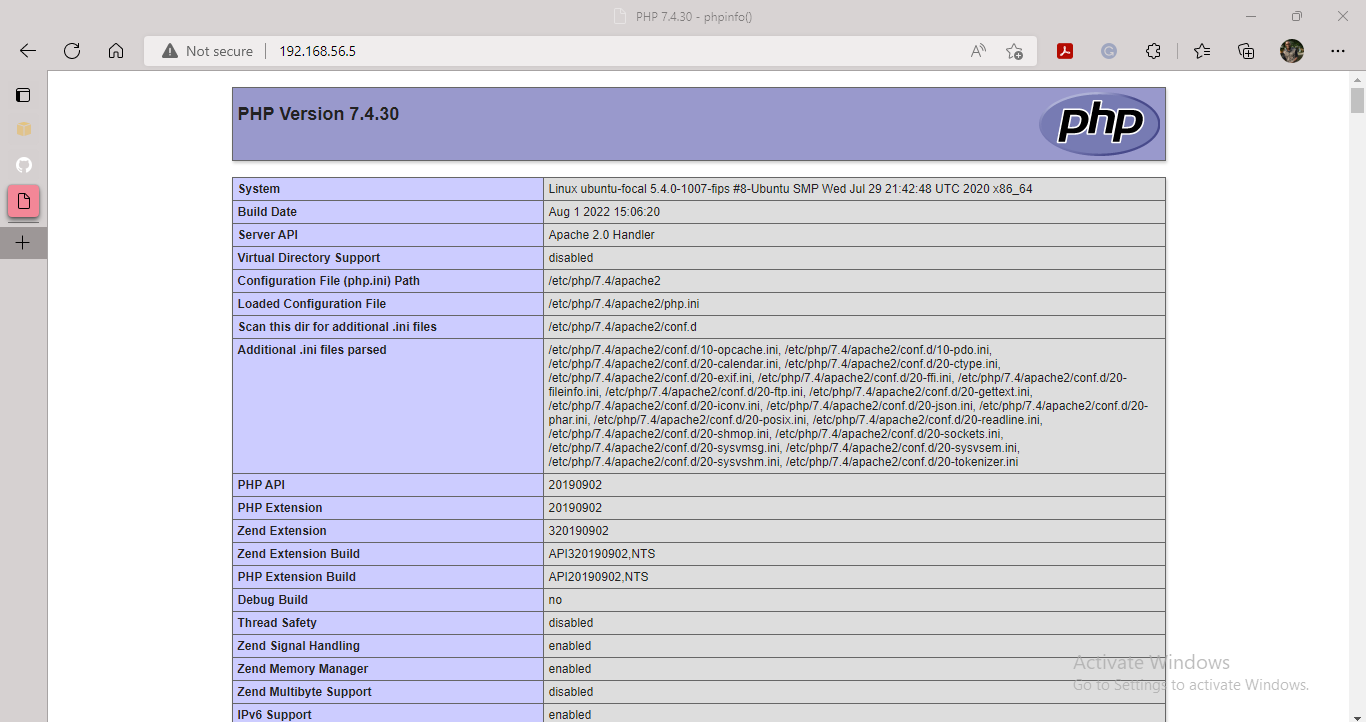 PHP 7.4.30 - phpinfo()
Not secure 192.168.56.5
PHP Version 7.4.30
php
System Linux ubuntu-focal 5.4.0-1007-fips #8-Ubuntu SMP Wed Jul 29 21:42:48 UTC 2020 x86_64
Build Date Aug 1 2022 15:06:20
Server API Apache 2.0 Handler
Virtual Directory Support disabled
Configuration File (php.ini) Path /etc/php/7.4/apache2
Loaded Configuration File /etc/php/7.4/apache2/php.ini
Scan this dir for additional .ini files /etc/php/7.4/apache2/conf.d
Additional .ini files parsed /etc/php/7.4/apache2/conf.d/10-opcache.ini, /etc/php/7.4/apache2/conf.d/10-pdo.ini,
/etc/php/7.4/apache2/conf.d/20-calendar.ini, /etc/php/7.4/apache2/conf.d/20-ctype.ini,
/etc/php/7.4/apache2/conf.d/20-exif.ini, /etc/php/7.4/apache2/conf.d/20-ffi.ini, /etc/php/7.4/apache2/conf.d/20-
fileinfo.ini, /etc/php/7.4/apache2/conf.d/20-ftp.ini, /etc/php/7.4/apache2/conf.d/20-gettext.ini,
/etc/php/7.4/apache2/conf.d/20-iconv.ini, /etc/php/7.4/apache2/conf.d/20-json.ini, /etc/php/7.4/apache2/conf.d/20-
phar.ini, /etc/php/7.4/apache2/conf.d/20-posix.ini, /etc/php/7.4/apache2/conf.d/20-readline.ini,
/etc/php/7.4/apache2/conf.d/20-shmop.ini, /etc/php/7.4/apache2/conf.d/20-sockets.ini,
/etc/php/7.4/apache2/conf.d/20-sysvmsg.ini, /etc/php/7.4/apache2/conf.d/20-sysvsem.ini,
/etc/php/7.4/apache2/conf.d/20-sysvshm.ini, /etc/php/7.4/apache2/conf.d/20-tokenizer.ini
PHP API 20190902
PHP Extension 20190902
Zend Extension 320190902
Zend Extension Build API320190902,NTS
PHP Extension Build API20190902,NTS
Debug Build no
Thread Safety disabled
Zend Signal Handling enabled
Zend Memory Manager enabled
Zend Multibyte Support disabled
IPv6 Support enabled
Activate Windows
Go to Settings to activate Windows.